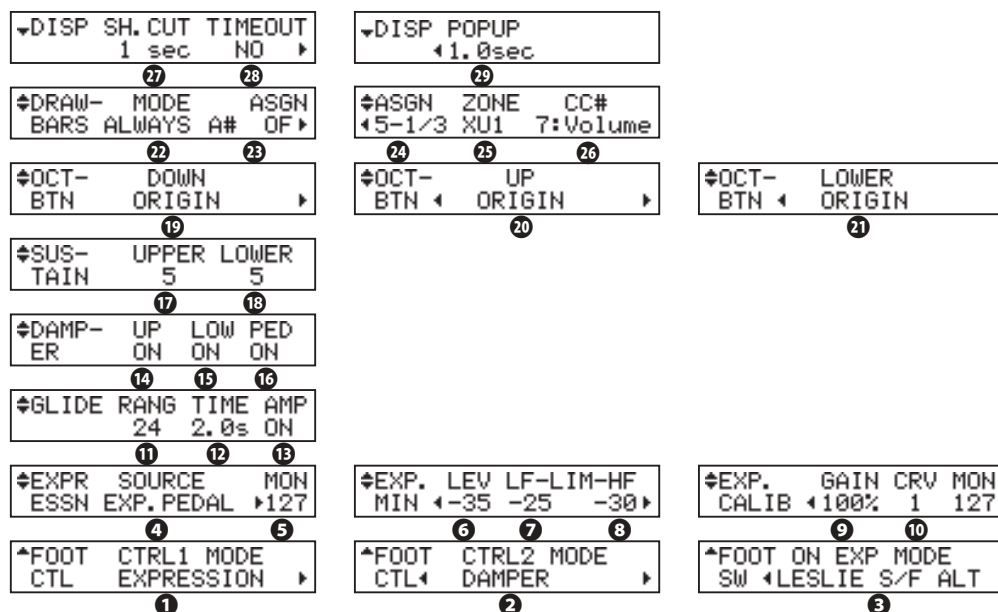 DISP SH.CUT TIMEOUT
1 sec NO
27 28
DISP POPUP
1.0sec
29
DRAW- MODE ASGN
BARS ALWAYS A# OF
22 23
ASGN ZONE CC#
5-1/3 XU1 7:Volume
24 25 26
OCT- DOWN
BTN ORIGIN
19
OCT- UP
BTN ORIGIN
20
OCT- LOWER
BTN ORIGIN
21
SUS- UPPER LOWER
TAIN 5 5
17 18
DAMP- UP LOW PED
ER ON ON ON
14 15 16
GLIDE RANG TIME AMP
24 2.0s ON
11 12 13
EXPR SOURCE MON
ESSN EXP.PEDAL 127
4 5
EXP. LEV LF-LIM-HF
MIN -35 -25 -30
6 7 8
EXP. GAIN CRV MON
CALIB 100% 1 127
9 10
FOOT CTRL1 MODE
CTL EXPRESSION
1
FOOT CTRL2 MODE
CTL DAMPER
2
FOOT ON EXP MODE
SW LESLIE S/F ALT
3